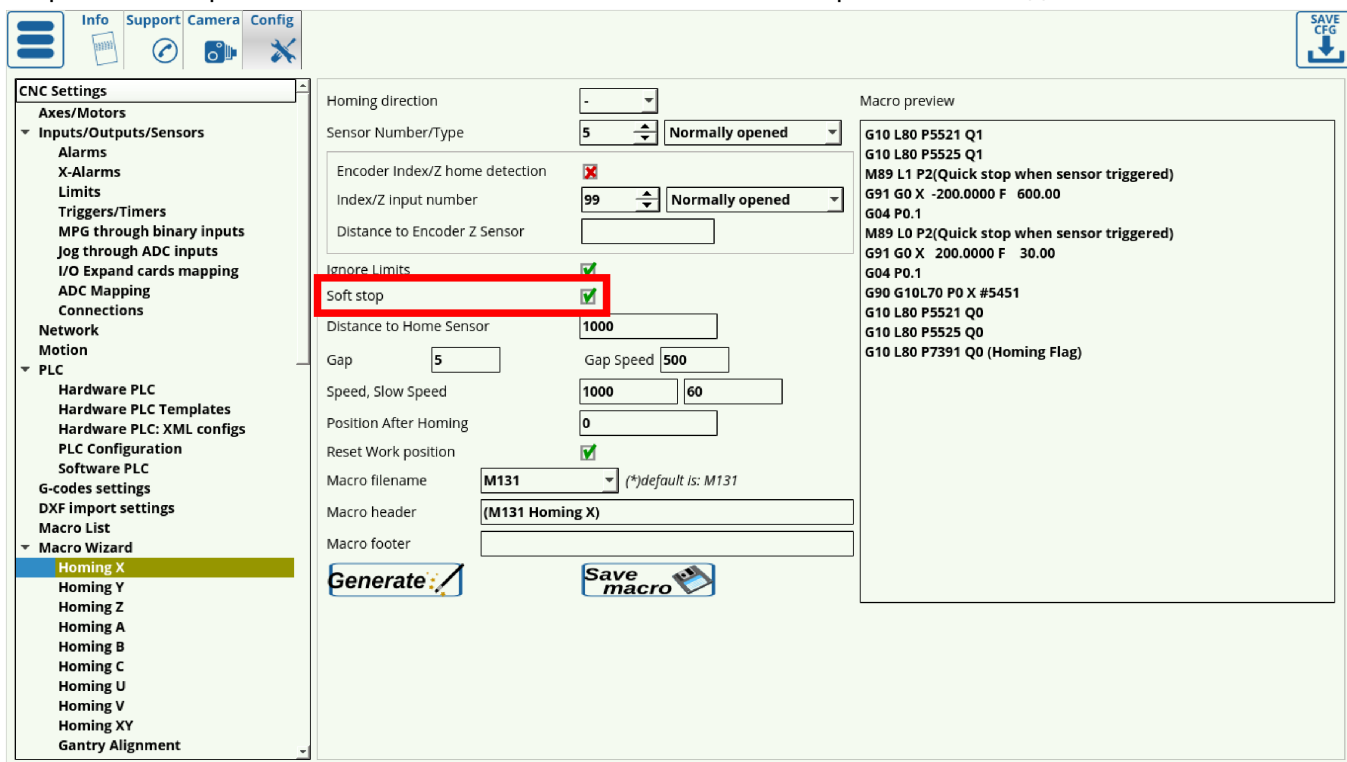 Info Support Camera Config
SAVE
CFG
CNC Settings
Axes/Motors
Inputs/Outputs/Sensors
Alarms
X-Alarms
Limits
Triggers/Timers
MPG through binary inputs
Jog through ADC inputs
I/O Expand cards mapping
ADC Mapping
Connections
Network
Motion
PLC
Hardware PLC
Hardware PLC Templates
Hardware PLC: XML configs
PLC Configuration
Software PLC
G-codes settings
DXF import settings
Macro List
Macro Wizard
Homing X
Homing Y
Homing Z
Homing A
Homing B
Homing C
Homing U
Homing V
Homing XY
Gantry Alignment
Homing direction -
Sensor Number/Type 5 Normally opened
Encoder Index/Z home detection
Index/Z input number 99 Normally opened
Distance to Encoder Z Sensor
Ignore Limits
Soft stop
Distance to Home Sensor 1000
Gap 5 Gap Speed 500
Speed, Slow Speed 1000 60
Position After Homing 0
Reset Work position
Macro filename M131 (*)default is: M131
Macro header (M131 Homing X)
Macro footer
Generate Save macro
Macro preview
G10 L80 P5521 Q1
G10 L80 P5525 Q1
M89 L1 P2(Quick stop when sensor triggered)
G91 G0 X -200.0000 F 600.00
G04 P0.1
M89 L0 P2(Quick stop when sensor triggered)
G91 G0 X 200.0000 F 30.00
G04 P0.1
G90 G10L70 P0 X #5451
G10 L80 P5521 Q0
G10 L80 P5525 Q0
G10 L80 P7391 Q0 (Homing Flag)